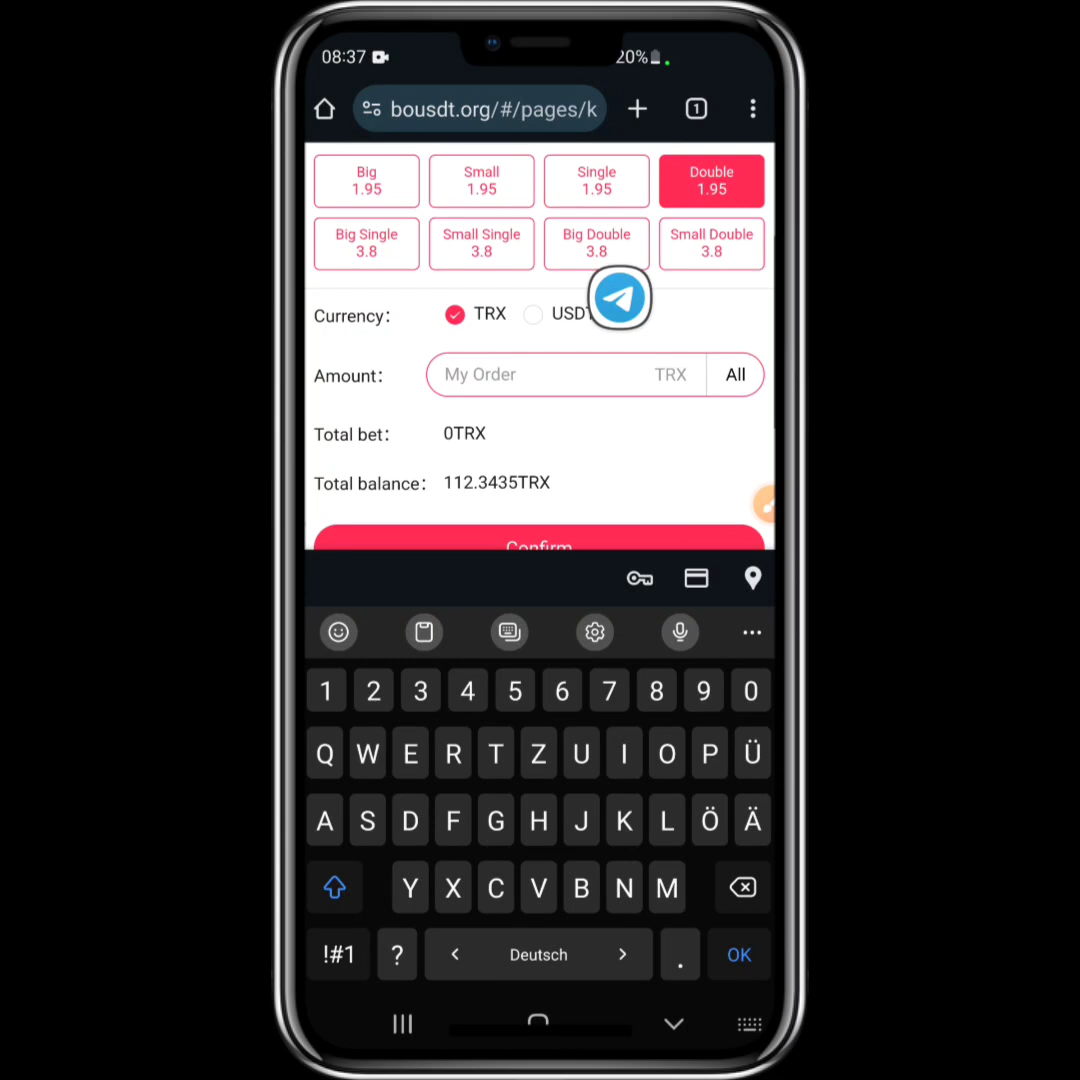 08:37
20%
bousdt.org/#/pages/k
1
Big
1.95
Small
1.95
Single
1.95
Double
1.95
Big Single
3.8
Small Single
3.8
Big Double
3.8
Small Double
3.8
Currency:
TRX
USDT
Amount:
My Order
TRX
All
Total bet:
0TRX
Total balance:
112.3435TRX
Confirm
1 2 3 4 5 6 7 8 9 0
Q W E R T Z U I O P Ü
A S D F G H J K L Ö Ä
Y X C V B N M
!#1 ? < Deutsch > . OK